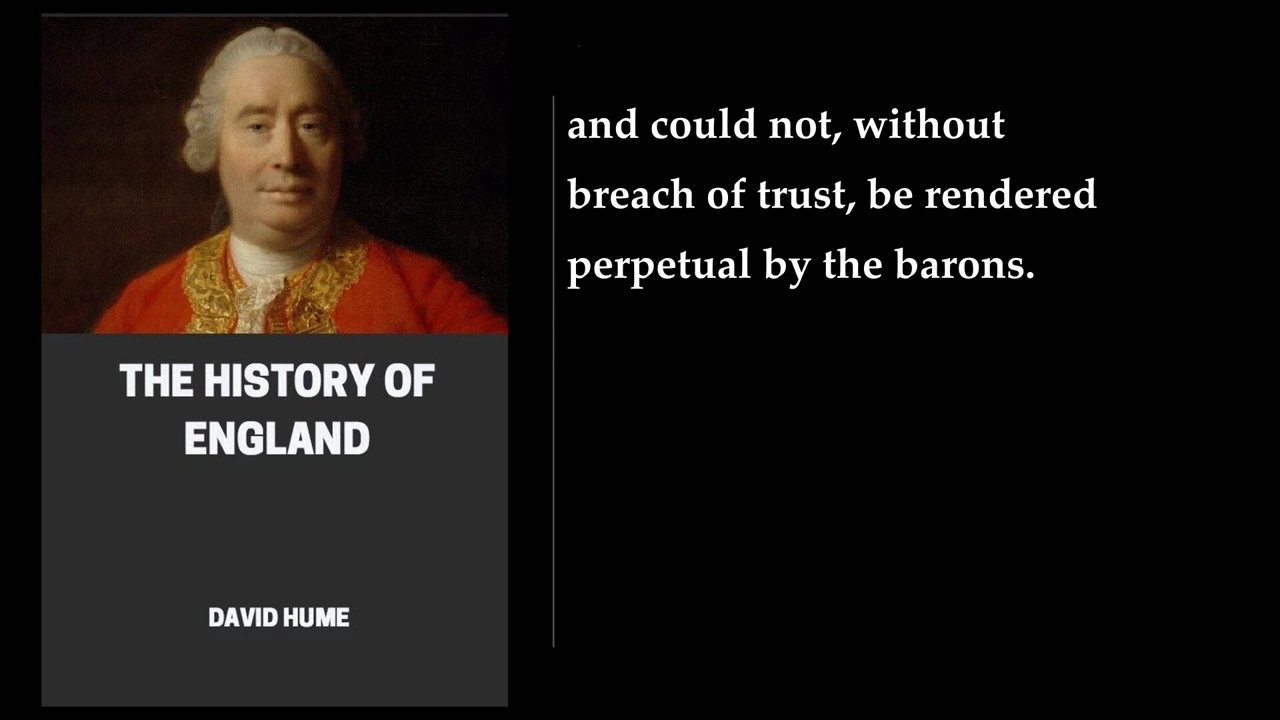 THE HISTORY OF
ENGLAND
DAVID HUME
and could not, without
breach of trust, be rendered
perpetual by the barons.